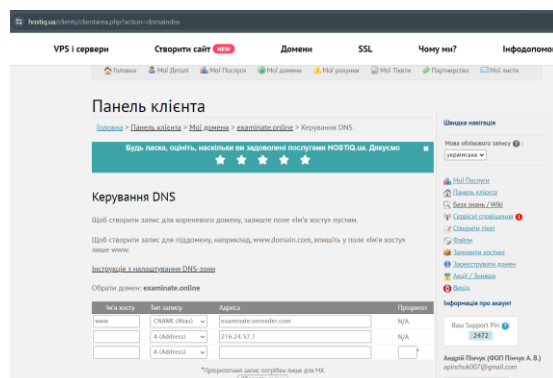 hostiq.ua/clients/clientarea.php?action=domaindns
VPS і сервери Створити сайт NEW Домени SSL Чому ми? Інфодопомо
Головна Мої Деталі Мої Послуги Мої домени Мої рахунки Мої Тікети Партнерство Мої листи
Панель клієнта
Головна > Панель клієнта > Мої домени > examinate.online > Керування DNS
Будь ласка, оцініть, наскільки ви задоволені послугами HOSTiQ.ua. Дякуємо
Керування DNS
Щоб створити запис для кореневого домену, залиште поле «Ім'я хосту» пустим.
Щоб створити запис для піддомену, наприклад, www.domain.com, впишіть у поле «Ім'я хосту»
лише www.
Інструкція з налаштування DNS-зони
Обрати домен: examinate.online
Ім'я хосту Тип запису Адреса Пріоритет
www CNAME (Alias) examinate.onrender.com N/A
A (Address) 216.24.57.1 N/A
A (Address) *
*Пріоритетний запис потрібен лише для MX
Швидка навігація
Мова облікового запису :
українська
Мої Послуги
Панель клієнта
База знань / Wiki
Сервісні сповіщення
Створити тікет
Файли
Замовити хостинг
Зареєструвати домен
Акції / Знижки
Вихід
Інформація про акаунт
Ваш Support Pin
2472
Андрій Пінчук (ФОП Пінчук А. В.)
apinchuk007@gmail.com